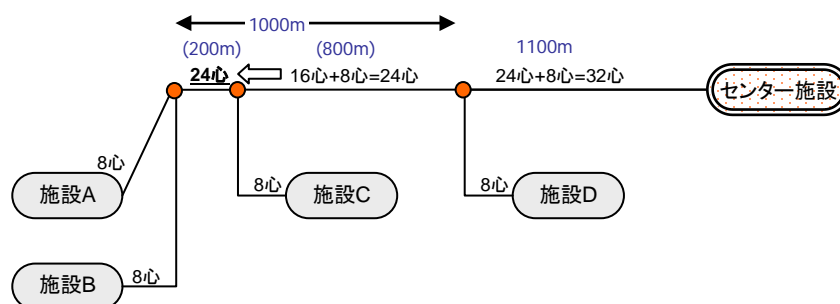 1000m
(200m)
(800m)
1100m
24心
16心+8心=24心
24心+8心=32心
センター施設
8心
施設A
8心
施設C
8心
施設D
施設B
8心